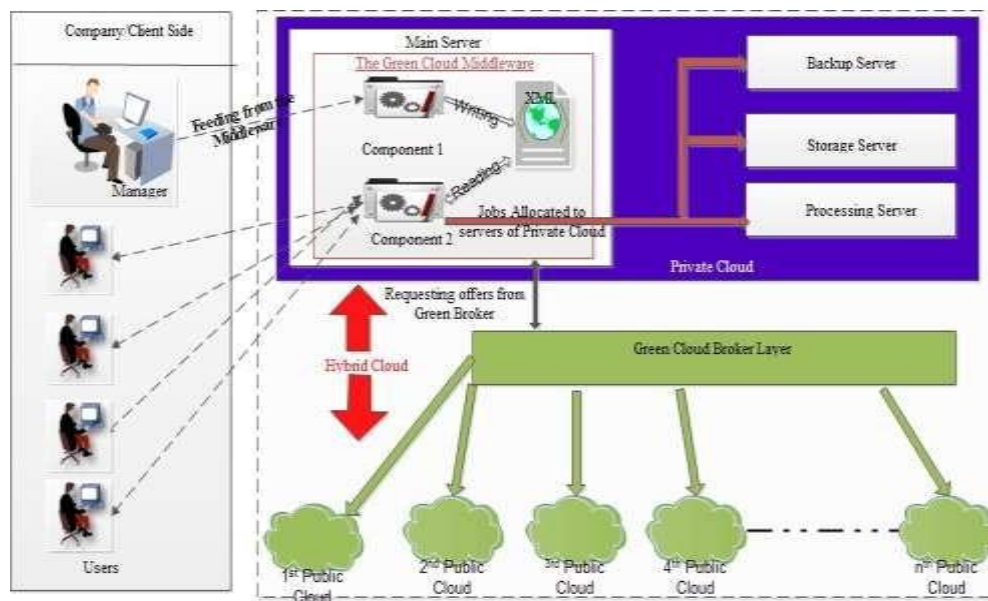 Company/Client Side
Manager
Users
Feeding from the
Middleware
Main Server
The Green Cloud Middleware
Component 1
Writing
XML
Reading
Component 2
Jobs Allocated to
servers of Private Cloud
Backup Server
Storage Server
Processing Server
Private Cloud
Requesting offers from
Green Broker
Hybrid Cloud
Green Cloud Broker Layer
1st Public
Cloud
2nd Public
Cloud
3rd Public
Cloud
4th Public
Cloud
nth Public
Cloud